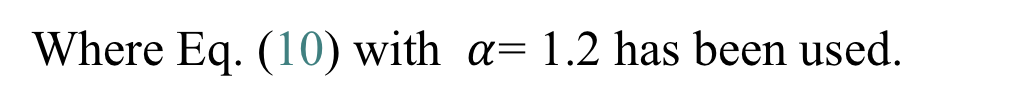 Where Eq. (10) with α= 1.2 has been used.